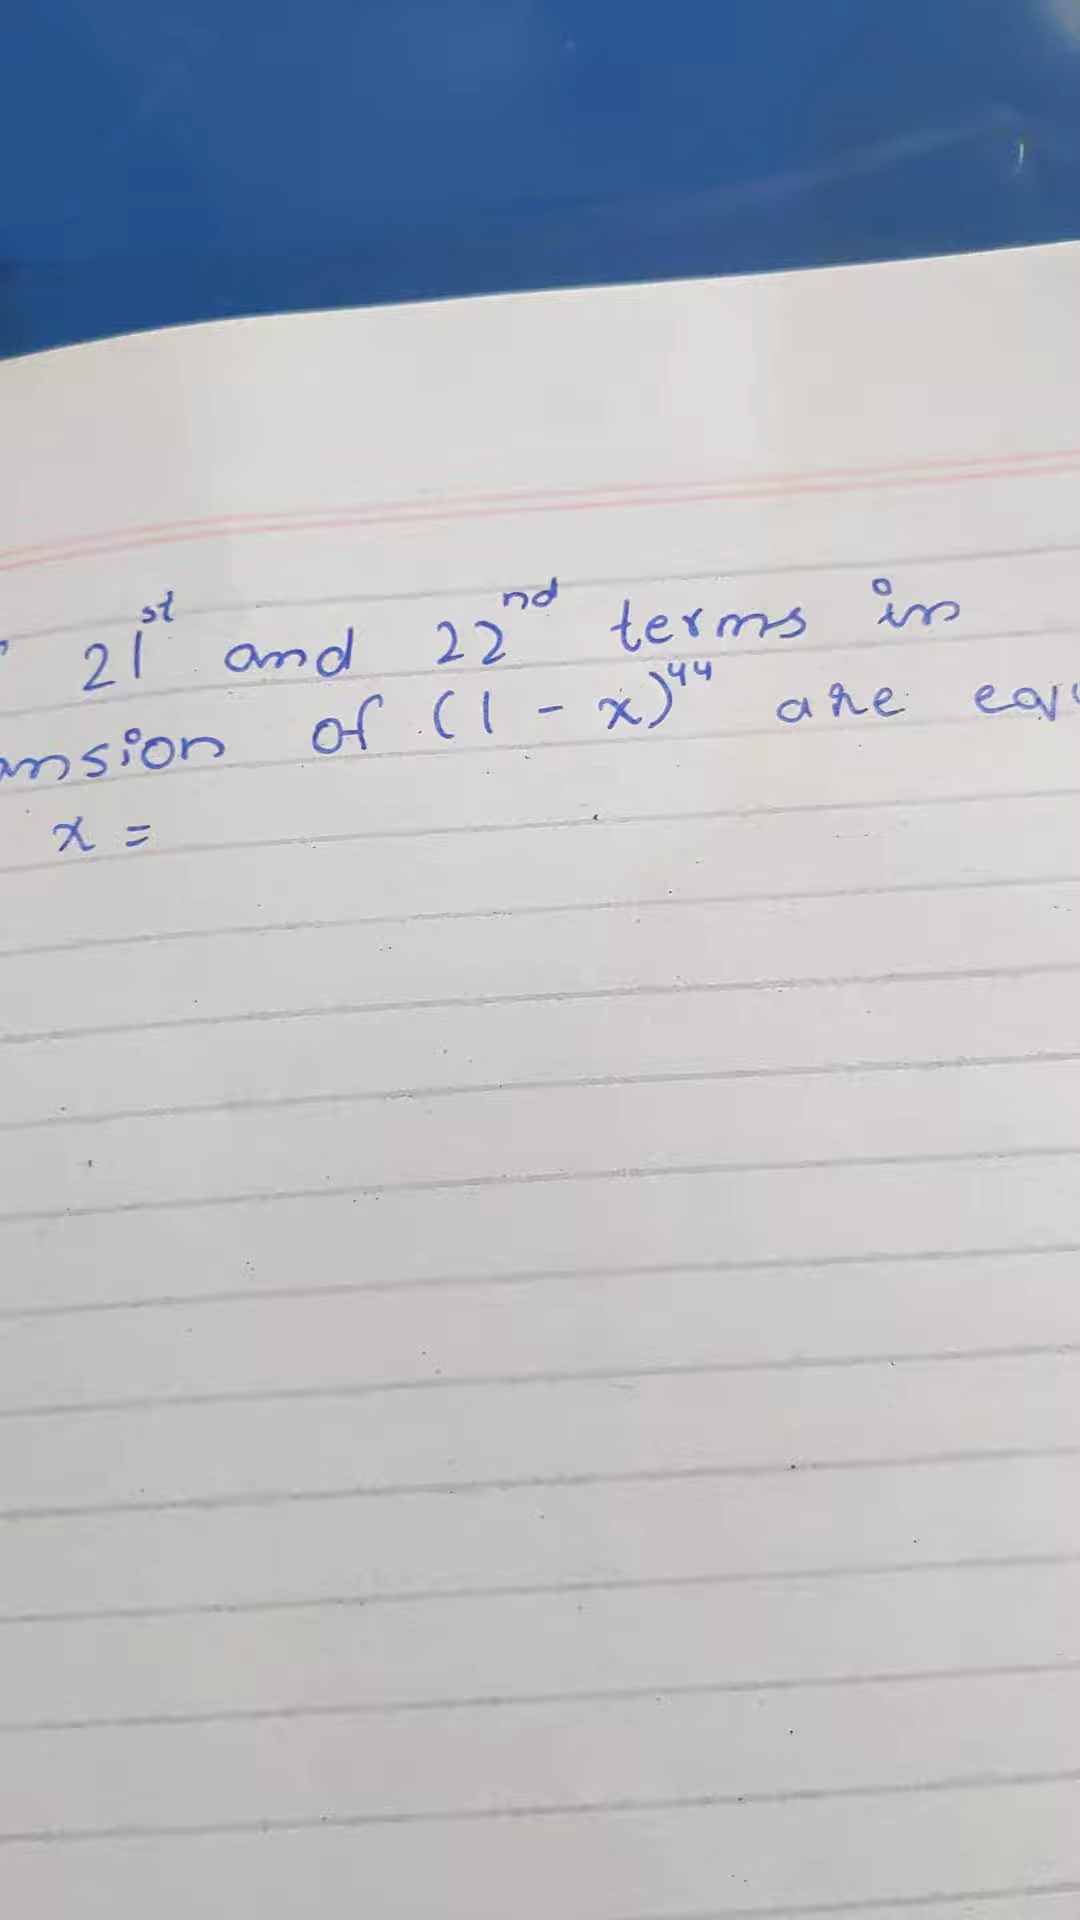 21st and 22nd terms in
of (1 - x)^44 are
x =